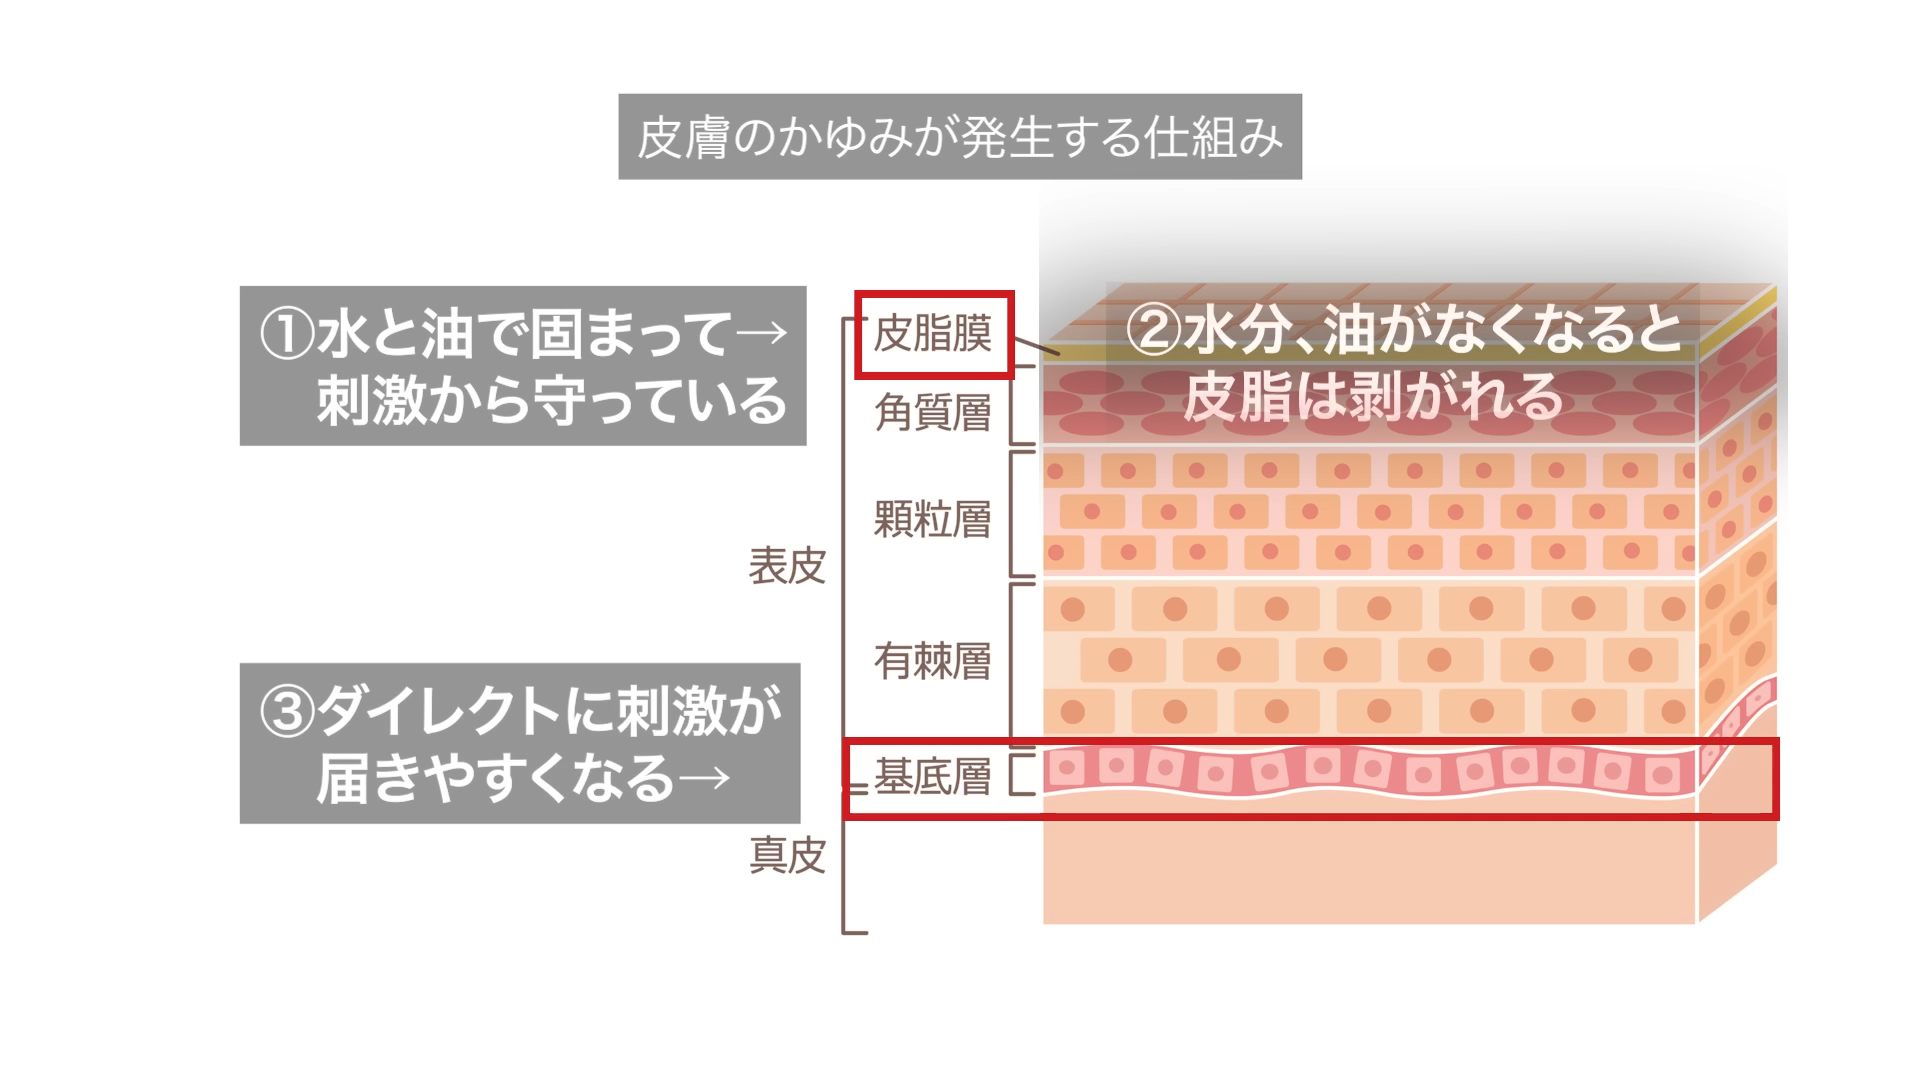 皮膚のかゆみが発生する仕組み
①水と油で固まって→
刺激から守っている
皮脂膜
②水分、油がなくなると
皮脂は剥がれる
角質層
顆粒層
表皮
有棘層
③ダイレクトに刺激が
届きやすくなる→
基底層
真皮